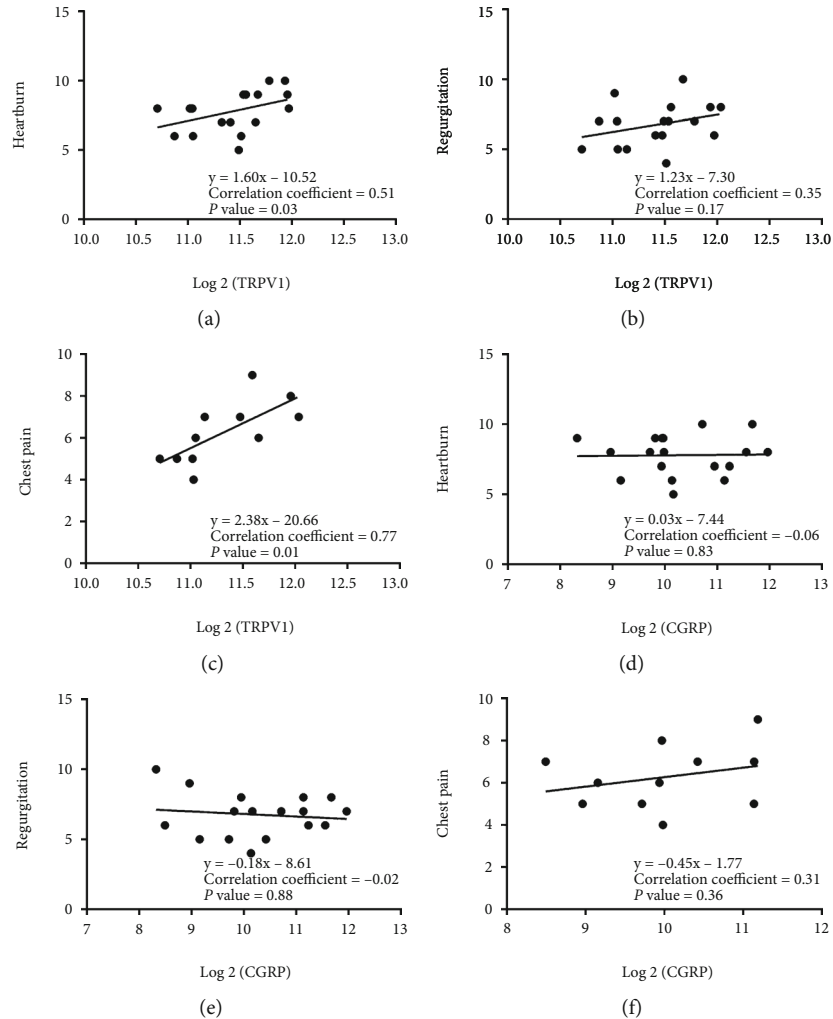 15
10
5
0
Heartburn
y = 1.60x – 10.52
Correlation coefficient = 0.51
P value = 0.03
10.0 10.5 11.0 11.5 12.0 12.5 13.0
Log 2 (TRPV1)
(a)
15
10
5
0
Regurgitation
y = 1.23x – 7.30
Correlation coefficient = 0.35
P value = 0.17
10.0 10.5 11.0 11.5 12.0 12.5 13.0
Log 2 (TRPV1)
(b)
10
8
6
4
2
0
Chest pain
y = 2.38x – 20.66
Correlation coefficient = 0.77
P value = 0.01
10.0 10.5 11.0 11.5 12.0 12.5 13.0
Log 2 (TRPV1)
(c)
15
10
5
0
Heartburn
y = 0.03x – 7.44
Correlation coefficient = –0.06
P value = 0.83
7 8 9 10 11 12 13
Log 2 (CGRP)
(d)
15
10
5
0
Regurgitation
y = –0.18x – 8.61
Correlation coefficient = –0.02
P value = 0.88
7 8 9 10 11 12 13
Log 2 (CGRP)
(e)
10
8
6
4
2
0
Chest pain
y = –0.45x – 1.77
Correlation coefficient = 0.31
P value = 0.36
8 9 10 11 12
Log 2 (CGRP)
(f)